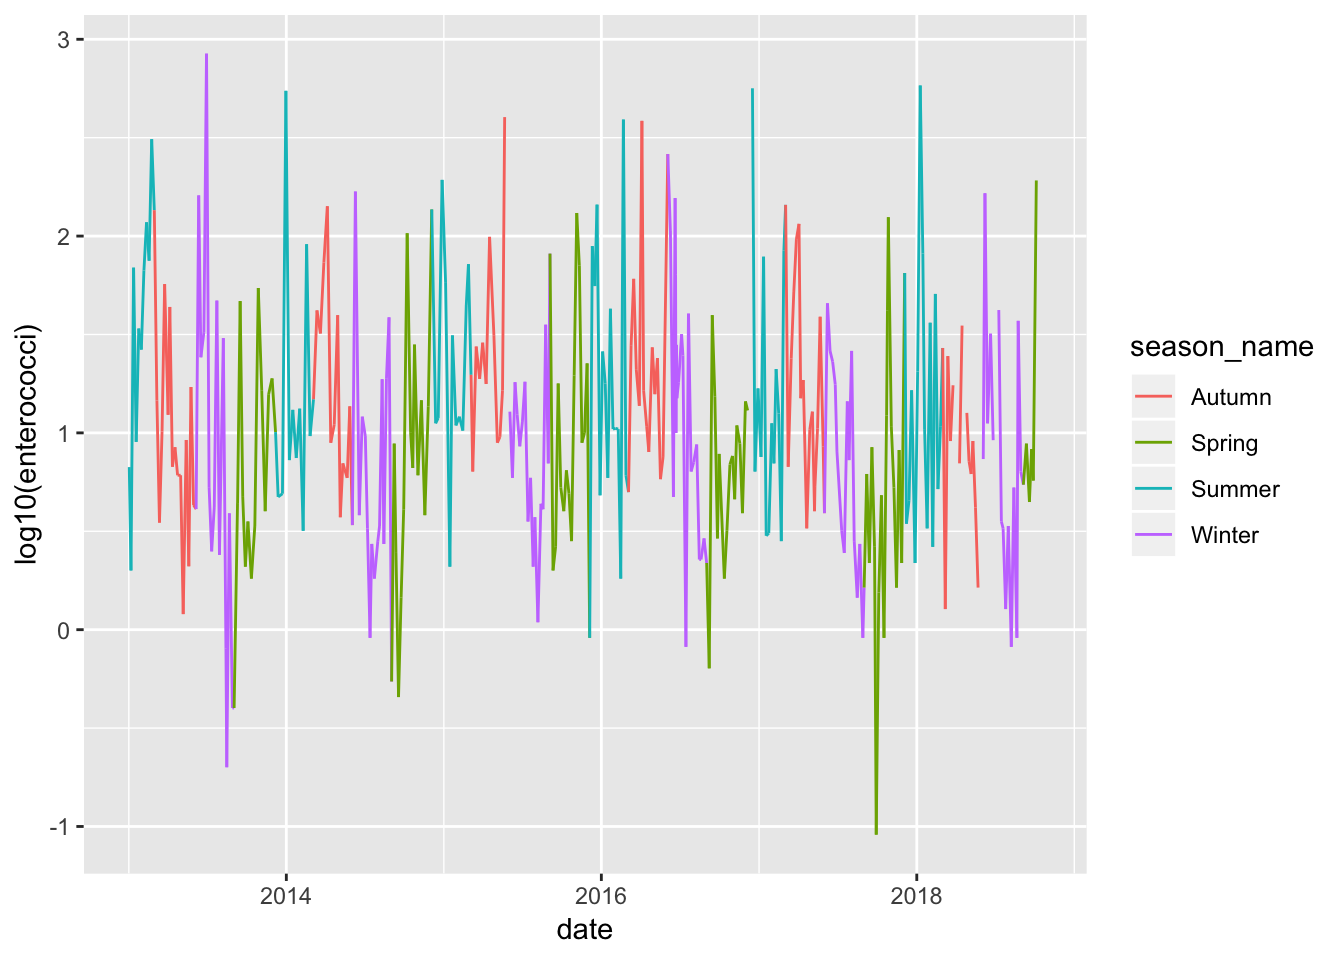 log10(enterococci)
3
2
1
0
-1
2014
2016
2018
date
season_name
Autumn
Spring
Summer
Winter